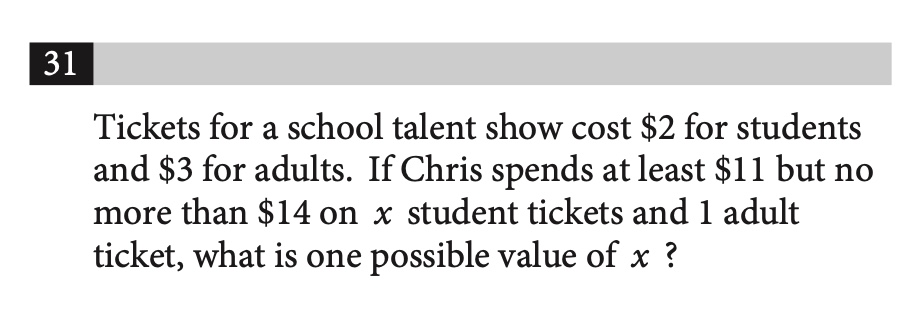 31
Tickets for a school talent show cost $2 for students
and $3 for adults.  If Chris spends at least $11 but no
more than $14 on x student tickets and 1 adult
ticket, what is one possible value of x ?